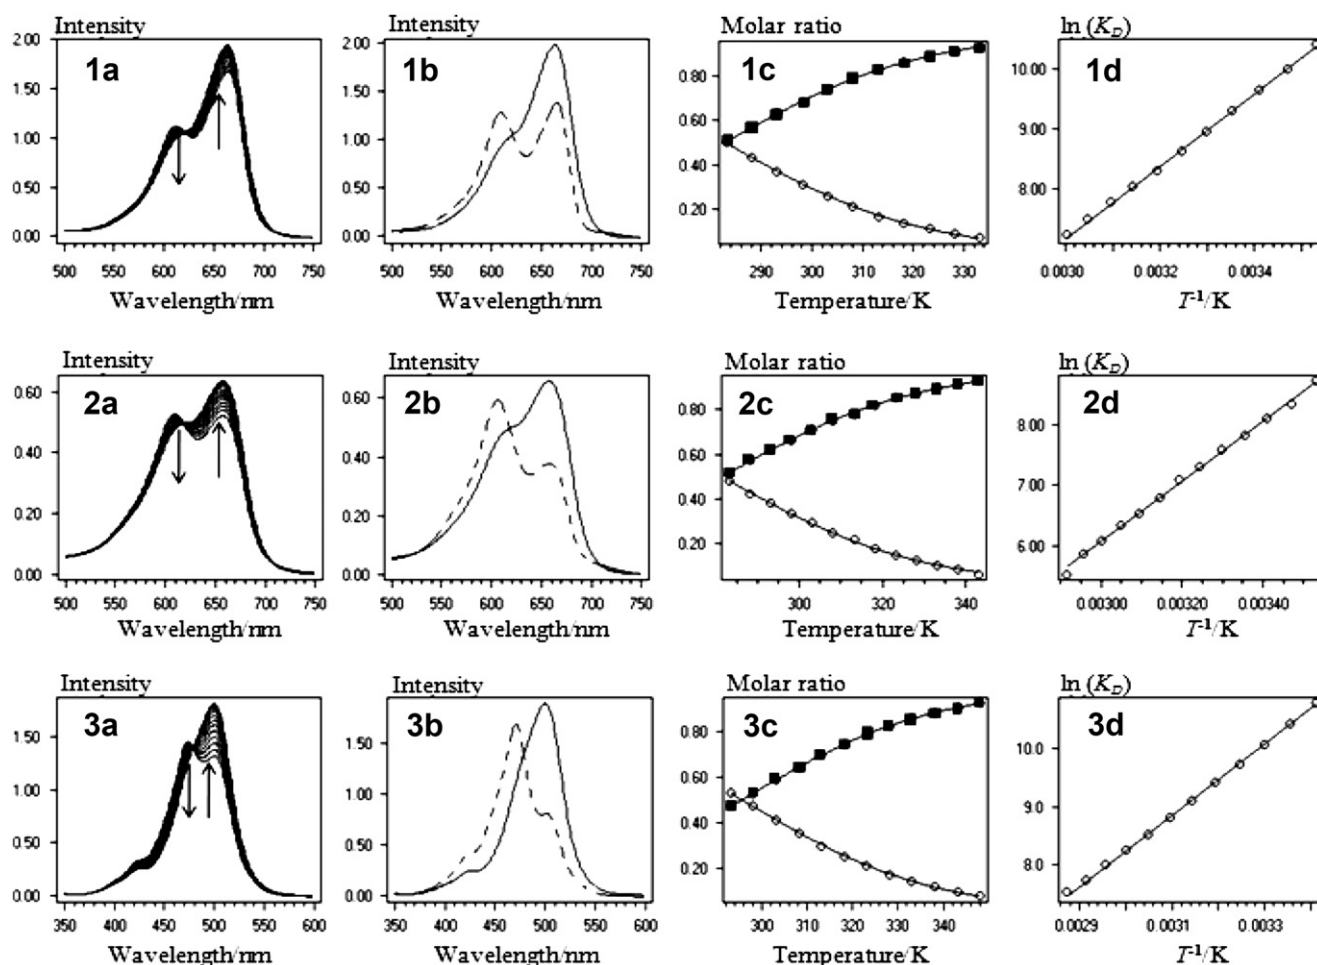 Intensity
1a
2.00
1.00
0.50
0.00
500 550 600 650 700 750
Wavelength/nm
Intensity
1b
2.00
1.50
1.00
0.50
0.00
500 600 700
Wavelength/nm
Molar ratio
1c
0.80
0.60
0.40
0.20
290 300 310 320 330
Temperature/K
ln (K_D)
1d
10.00
9.00
8.00
0.0030 0.0032 0.0034
T⁻¹/K
Intensity
2a
0.60
0.40
0.20
0.00
500 550 600 650 700 750
Wavelength/nm
Intensity
2b
0.60
0.40
0.20
0.00
500 550 600 650 700 750
Wavelength/nm
Molar ratio
2c
0.80
0.60
0.40
0.20
300 310 320 330 340
Temperature/K
ln (K_D)
2d
8.00
7.00
6.00
0.00300 0.00320 0.00340
T⁻¹/K
Intensity
3a
1.50
1.00
0.50
0.00
350 400 450 500 550 600
Wavelength/nm
Intensity
3b
1.50
1.00
0.50
0.00
350 400 450 500 550 600
Wavelength/nm
Molar ratio
3c
0.80
0.60
0.40
0.20
300 310 320 330 340
Temperature/K
ln (K_D)
3d
10.0
9.0
8.0
0.0029 0.0031 0.0033
T⁻¹/K